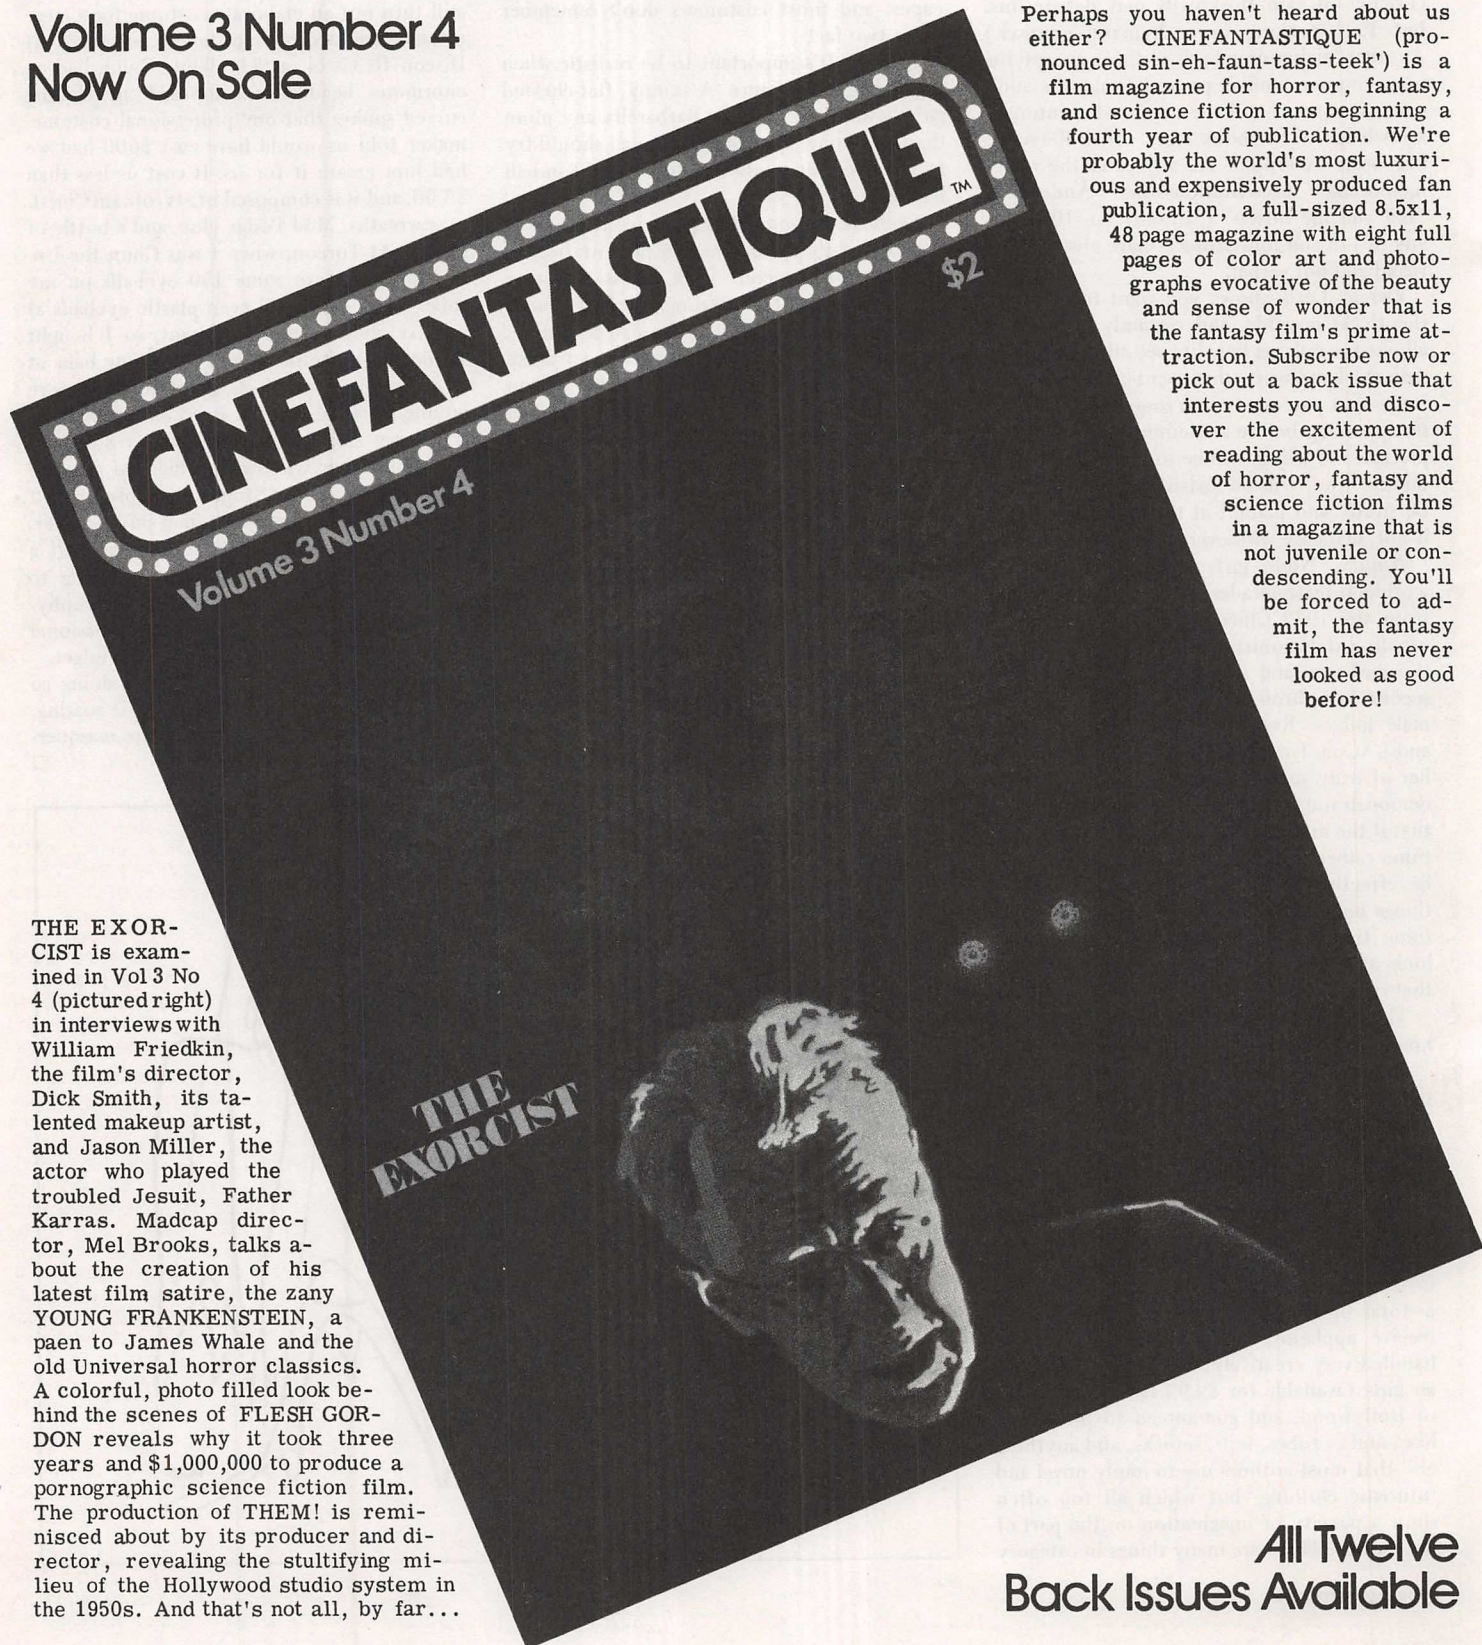 Volume 3 Number 4
Now On Sale
Perhaps you haven't heard about us
either? CINEFANTASTIQUE (pro-
nounced sin-eh-faun-tass-teek') is a
film magazine for horror, fantasy,
and science fiction fans beginning a
fourth year of publication. We're
probably the world's most luxuri-
ous and expensively produced fan
publication, a full-sized 8.5x11,
48 page magazine with eight full
pages of color art and photo-
graphs evocative of the beauty
and sense of wonder that is
the fantasy film's prime at-
traction. Subscribe now or
pick out a back issue that
interests you and disco-
ver the excitement of
reading about the world
of horror, fantasy and
science fiction films
in a magazine that is
not juvenile or con-
descending. You'll
be forced to ad-
mit, the fantasy
film has never
looked as good
before!
CINEFANTASTIQUE TM
$2
Volume 3 Number 4
THE
EXORCIST
THE EXOR-
CIST is exam-
ined in Vol 3 No
4 (pictured right)
in interviews with
William Friedkin,
the film's director,
Dick Smith, its ta-
lented makeup artist,
and Jason Miller, the
actor who played the
troubled Jesuit, Father
Karras. Madcap direc-
tor, Mel Brooks, talks a-
bout the creation of his
latest film satire, the zany
YOUNG FRANKENSTEIN, a
paen to James Whale and the
old Universal horror classics.
A colorful, photo filled look be-
hind the scenes of FLESH GOR-
DON reveals why it took three
years and $1,000,000 to produce a
pornographic science fiction film.
The production of THEM! is remi-
nisced about by its producer and di-
rector, revealing the stultifying mi-
lieu of the Hollywood studio system in
the 1950s. And that's not all, by far...
All Twelve
Back Issues Available